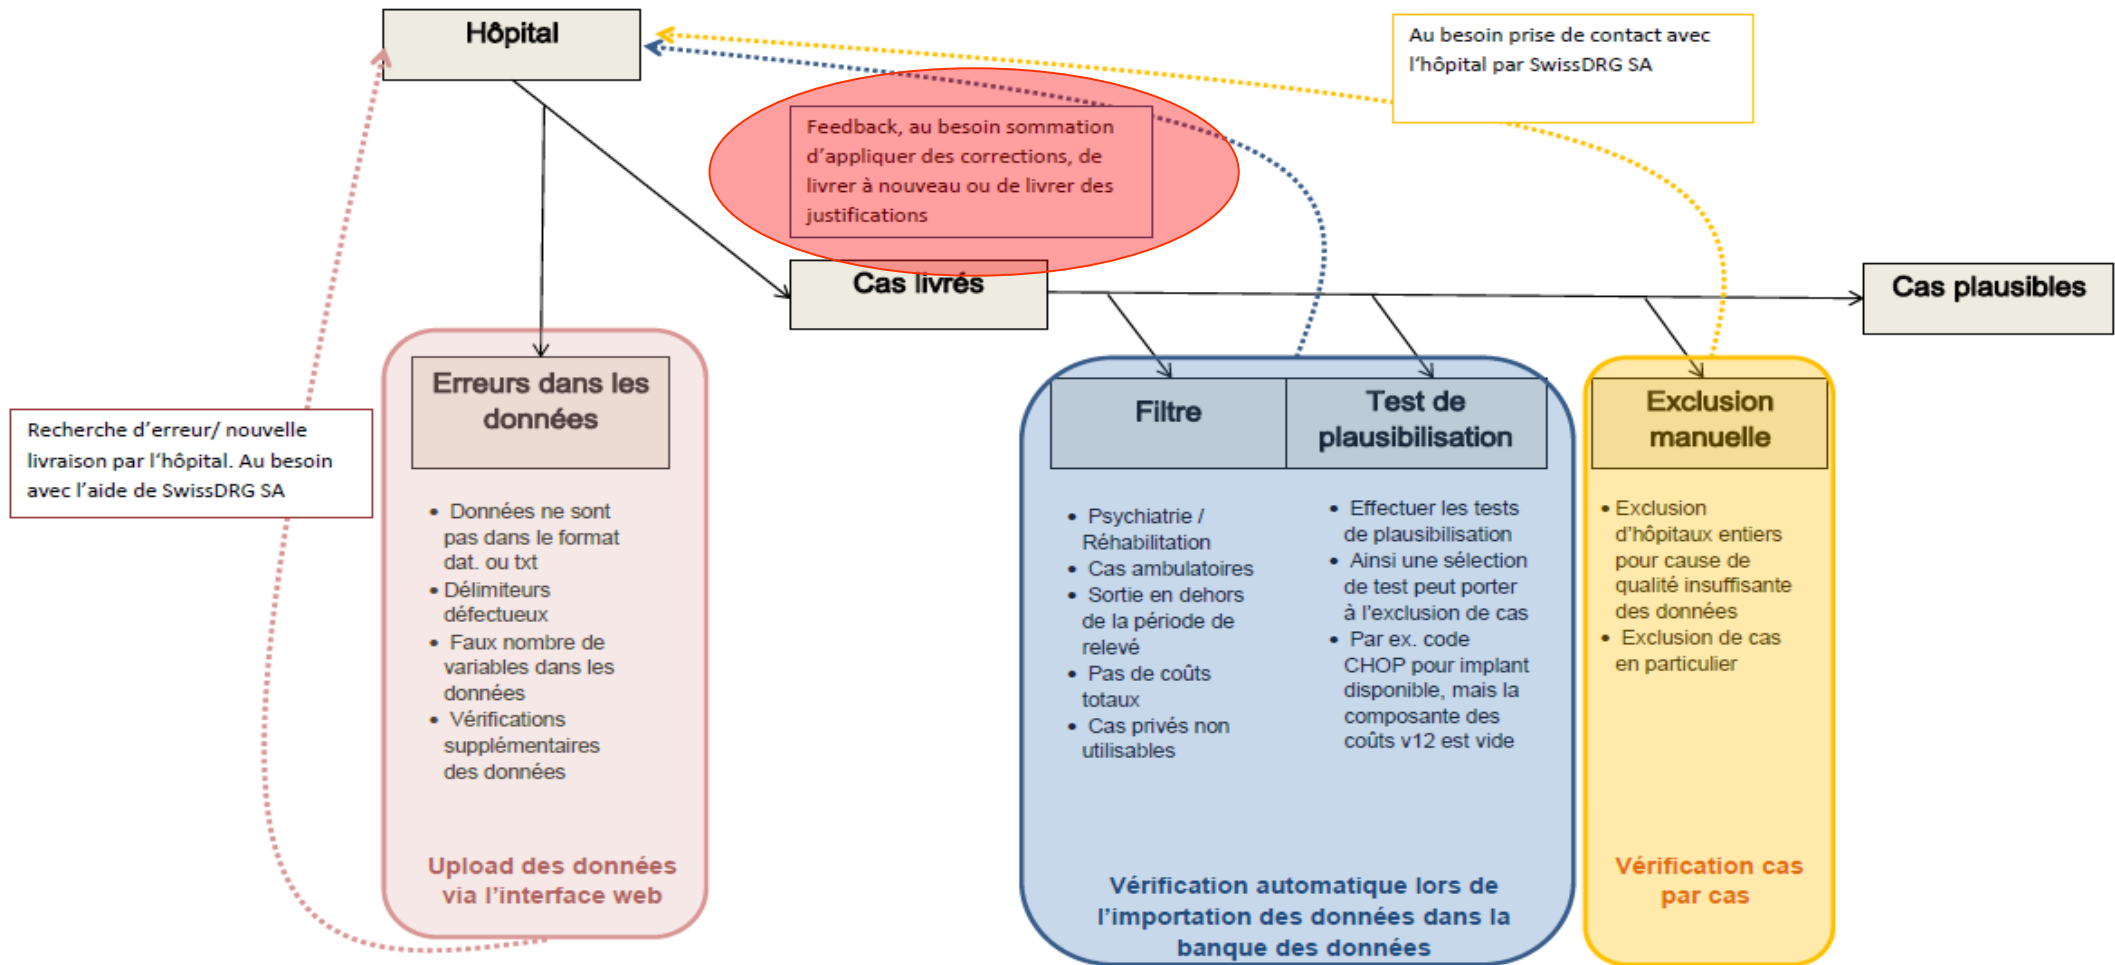 Hôpital
Au besoin prise de contact avec
l'hôpital par SwissDRG SA
Feedback, au besoin sommation
d'appliquer des corrections, de
livrer à nouveau ou de livrer des
justifications
Cas livrés
Cas plausibles
Recherche d'erreur/ nouvelle
livraison par l'hôpital. Au besoin
avec l'aide de SwissDRG SA
Erreurs dans les
données
• Données ne sont
pas dans le format
dat. ou txt
• Délimiteurs
défectueux
• Faux nombre de
variables dans les
données
• Vérifications
supplémentaires
des données
Upload des données
via l'interface web
Filtre
• Psychiatrie /
Réhabilitation
• Cas ambulatoires
• Sortie en dehors
de la période de
relevé
• Pas de coûts
totaux
• Cas privés non
utilisables
Test de
plausibilisation
• Effectuer les tests
de plausibilisation
• Ainsi une sélection
de test peut porter
à l'exclusion de cas
• Par ex. code
CHOP pour implant
disponible, mais la
composante des
coûts v12 est vide
Vérification automatique lors de
l'importation des données dans la
banque des données
Exclusion
manuelle
• Exclusion
d'hôpitaux entiers
pour cause de
qualité insuffisante
des données
• Exclusion de cas
en particulier
Vérification cas
par cas